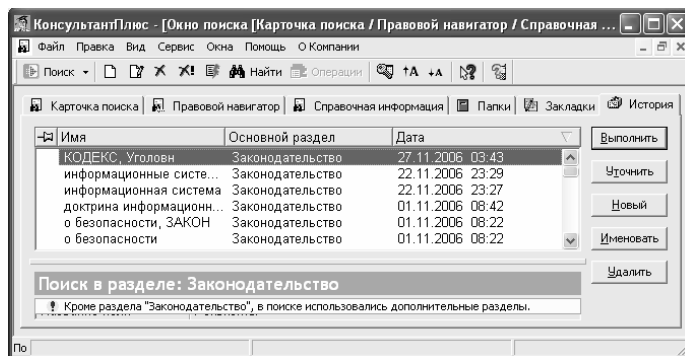 КонсультантПлюс - [Окно поиска [Карточка поиска / Правовой навигатор / Справочная ...
Файл Правка Вид Сервис Окна Помощь О Компании
Поиск Найти Операции
Карточка поиска Правовой навигатор Справочная информация Папки Закладки История
Имя Основной раздел Дата
КОДЕКС, Уголовн Законодательство 27.11.2006 03:43
информационные систе... Законодательство 22.11.2006 23:29
информационная система Законодательство 22.11.2006 23:27
доктрина информационн... Законодательство 01.11.2006 08:42
о безопасности, ЗАКОН Законодательство 01.11.2006 08:22
о безопасности Законодательство 01.11.2006 08:22
Выполнить
Уточнить
Новый
Именовать
Удалить
Поиск в разделе: Законодательство
Кроме раздела "Законодательство", в поиске использовались дополнительные разделы.
По